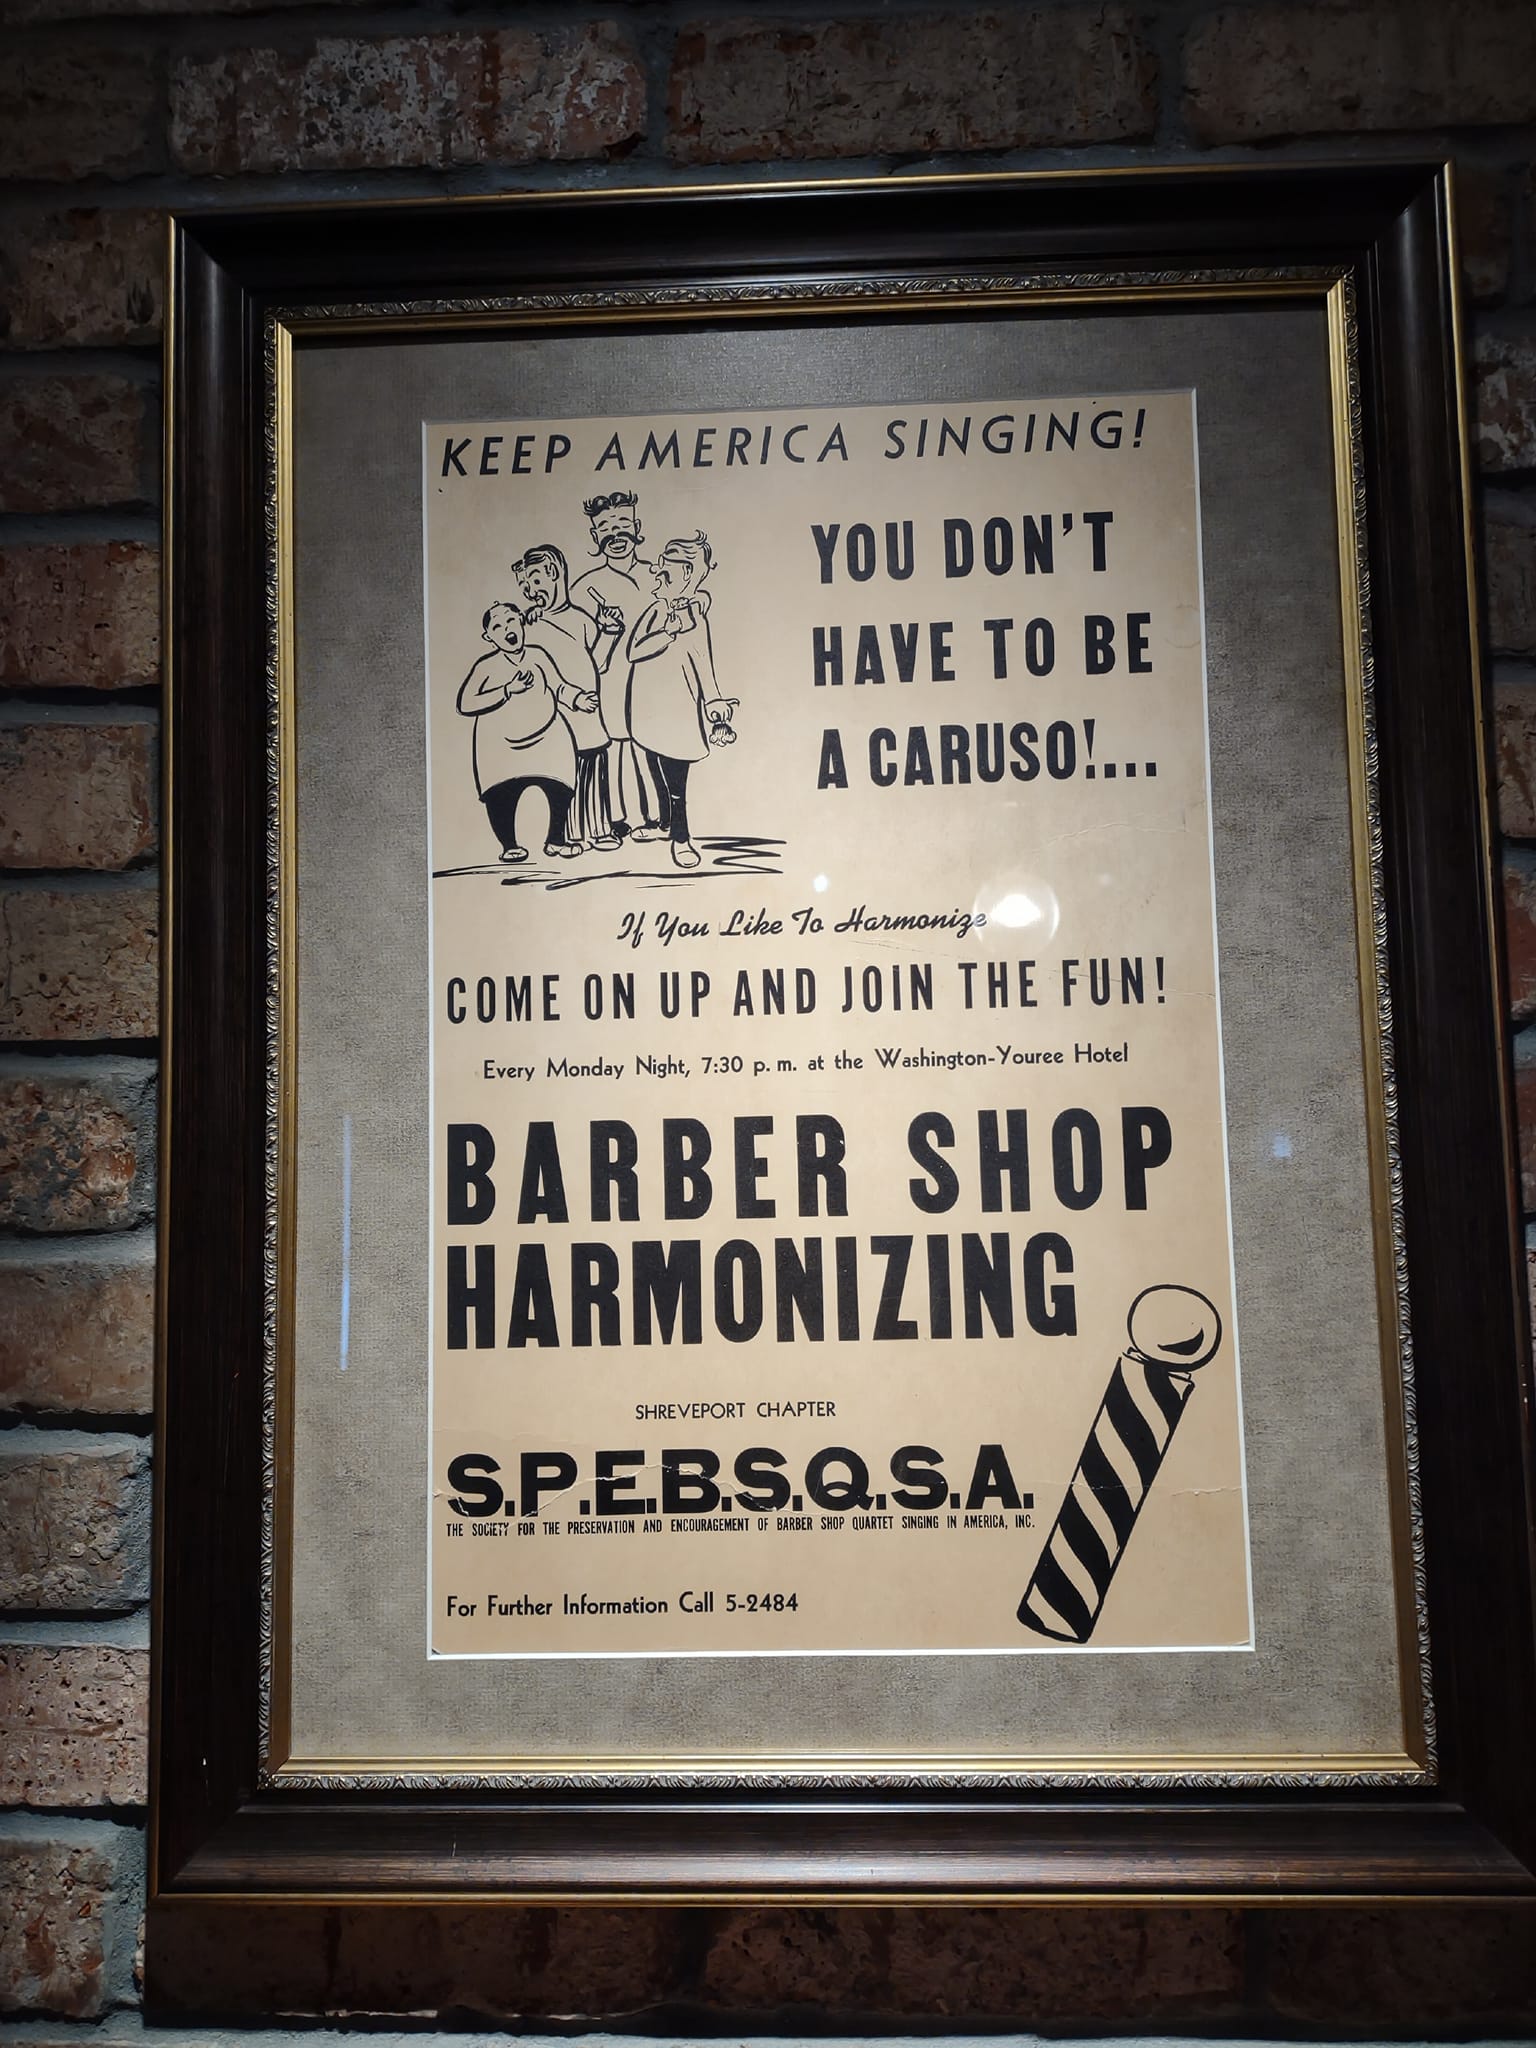 KEEP AMERICA SINGING!
YOU DON'T
HAVE TO BE
A CARUSO!....
If You Like To Harmonize
COME ON UP AND JOIN THE FUN!
Every Monday Night, 7:30 p. m. at the Washington-Youree Hotel
BARBER SHOP
HARMONIZING
SHREVEPORT CHAPTER
S.P.E.B.S.Q.S.A.
THE SOCIETY FOR THE PRESERVATION AND ENCOURAGEMENT OF BARBER SHOP QUARTET SINGING IN AMERICA, INC.
For Further Information Call 5-2484